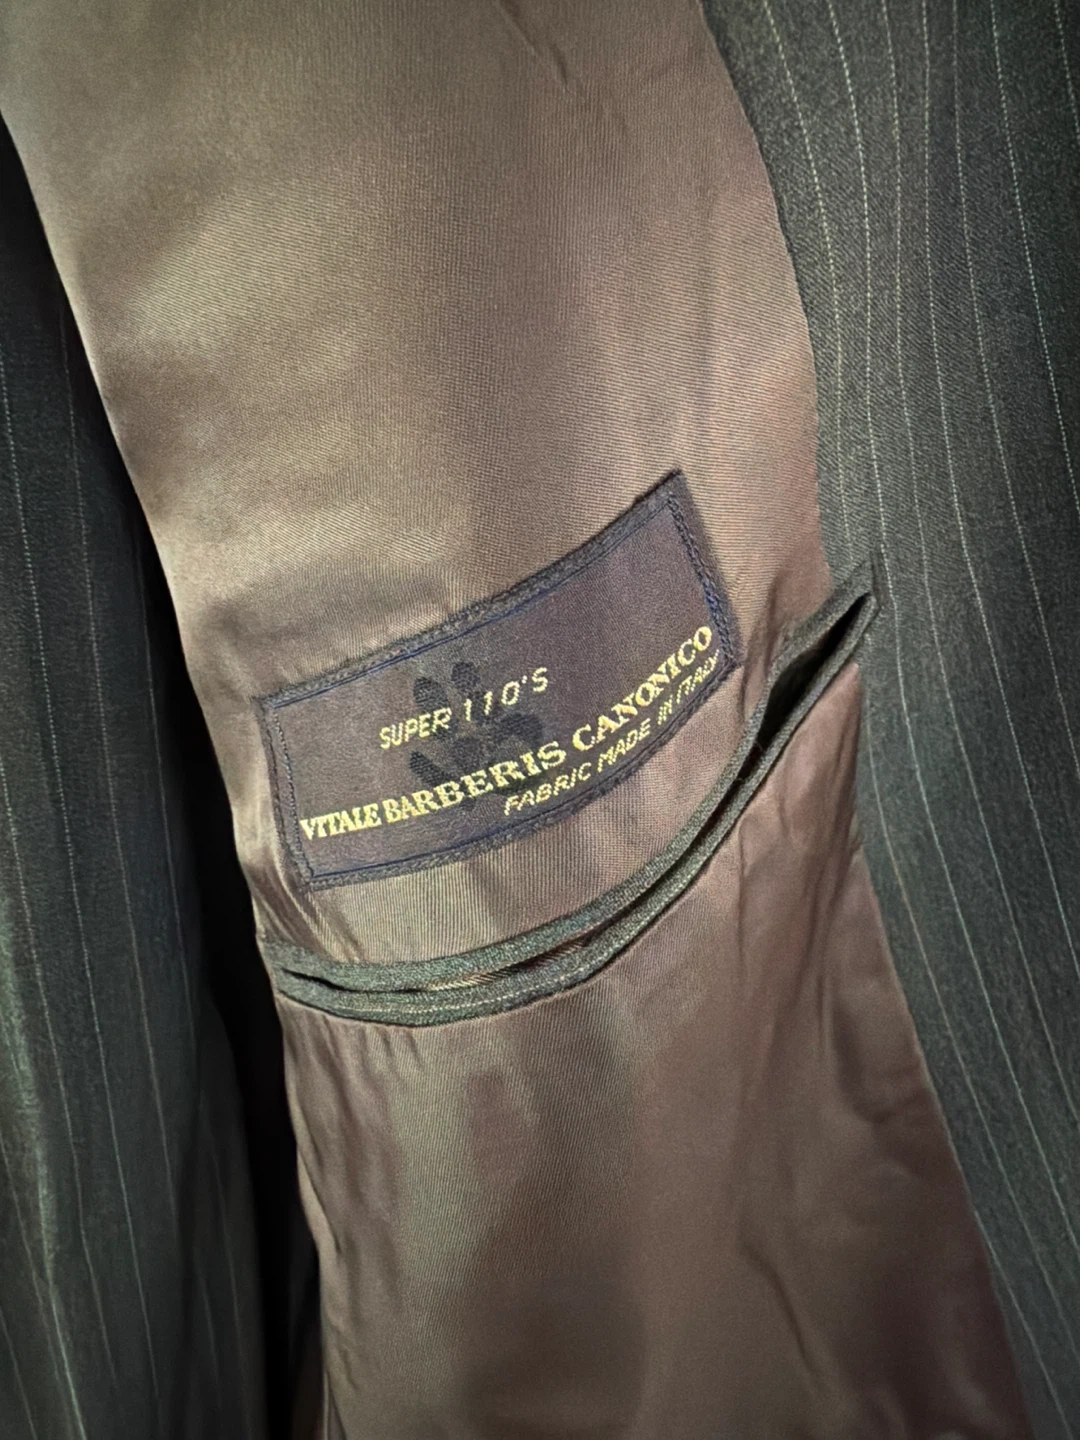 SUPER 110'S
VITALE BARBERIS CANONICO
FABRIC MADE IN ITALY